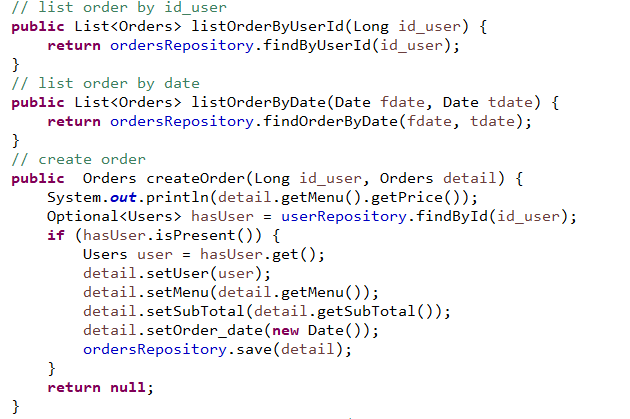 // list order by id_user
public List<Orders> listOrderByUserId(Long id_user) {
    return ordersRepository.findByUserId(id_user);
}
// list order by date
public List<Orders> listOrderByDate(Date fdate, Date tdate) {
    return ordersRepository.findOrderByDate(fdate, tdate);
}
// create order
public  Orders createOrder(Long id_user, Orders detail) {
    System.out.println(detail.getMenu().getPrice());
    Optional<Users> hasUser = userRepository.findById(id_user);
    if (hasUser.isPresent()) {
        Users user = hasUser.get();
        detail.setUser(user);
        detail.setMenu(detail.getMenu());
        detail.setSubTotal(detail.getSubTotal());
        detail.setOrder_date(new Date());
        ordersRepository.save(detail);
    }
    return null;
}